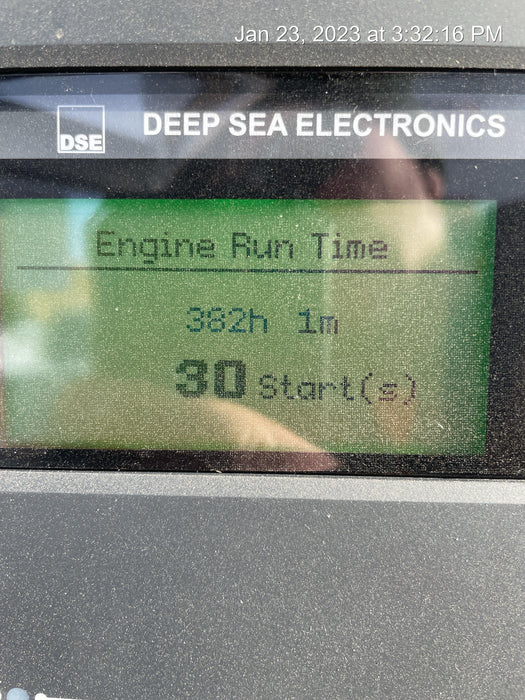 Jan 23, 2023 at 3:32:16 PM
DSE DEEP SEA ELECTRONICS
Engine Run Time
382h 1m
30 Start(s)